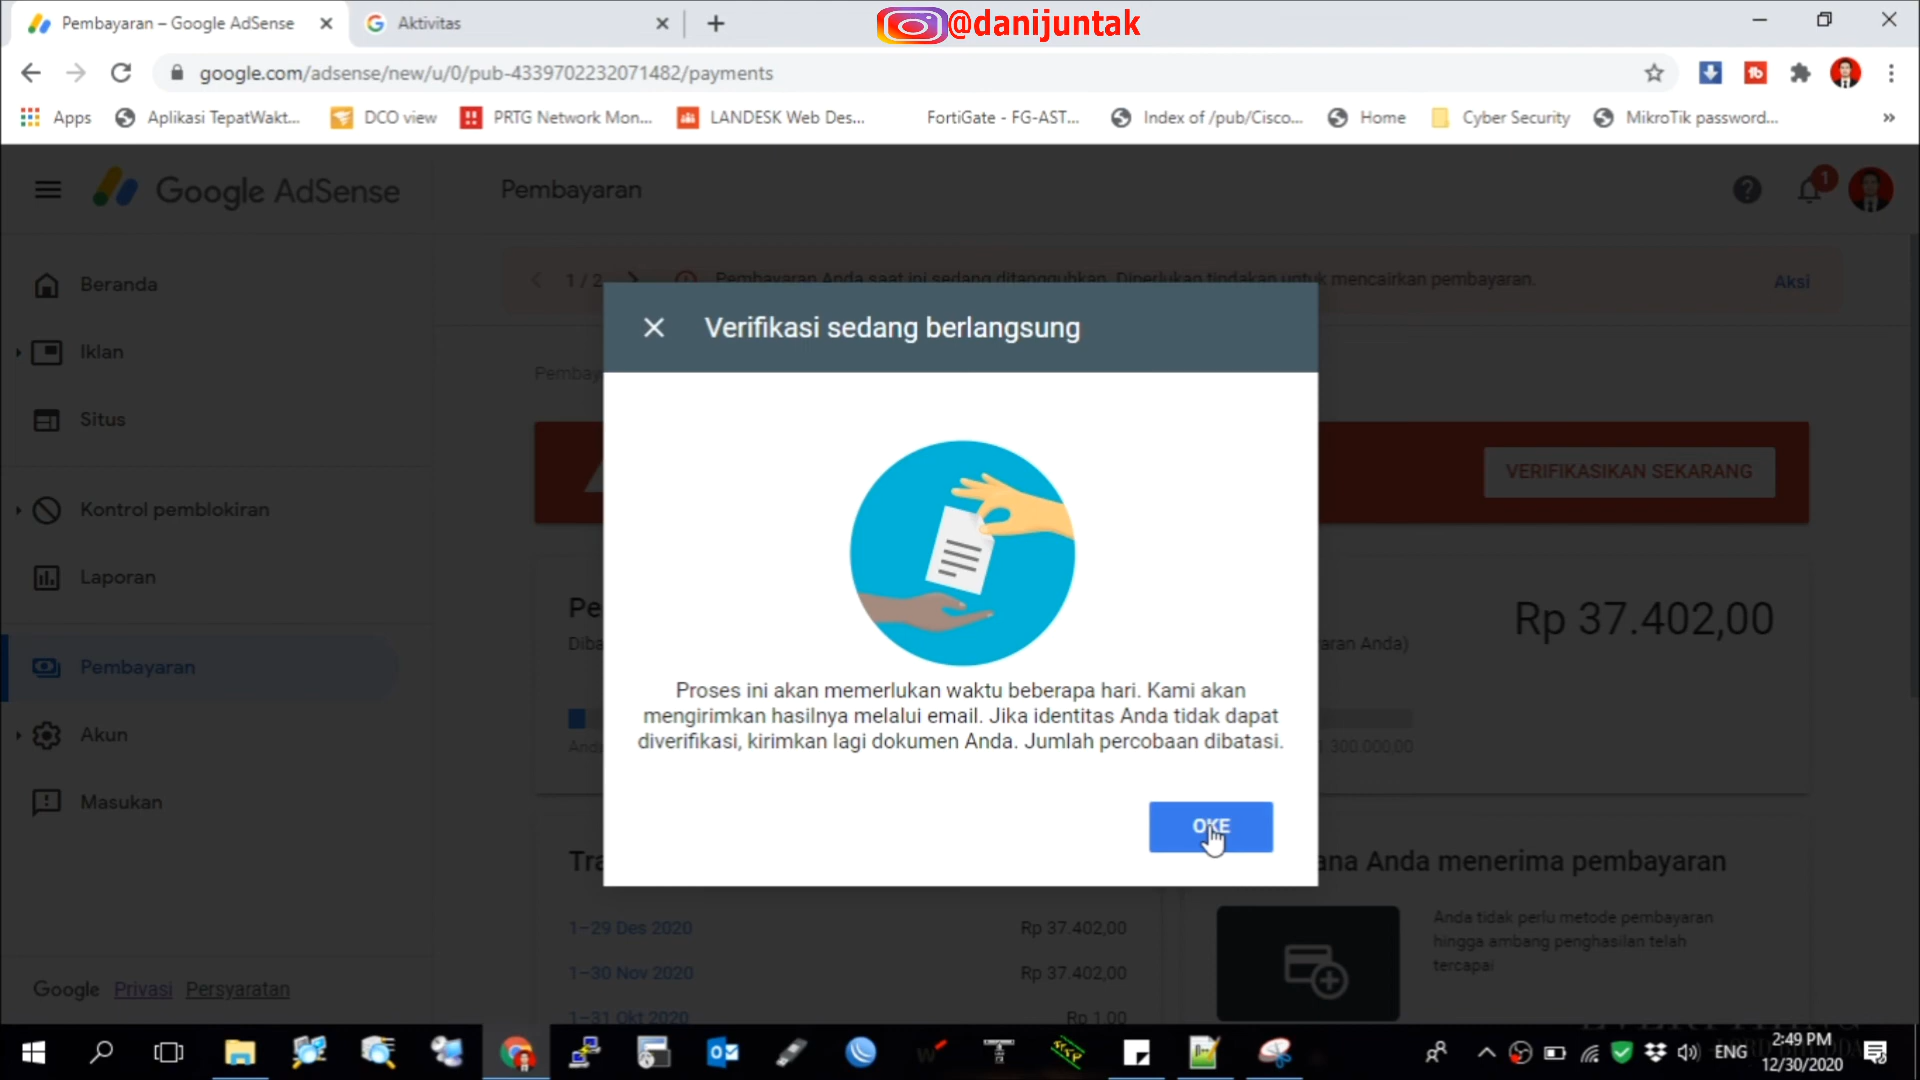 Pembayaran – Google AdSense
Aktivitas
@danijuntak
google.com/adsense/new/u/0/pub-4339702232071482/payments
Apps
Aplikasi TepatWakt...
DCO view
PRTG Network Mon...
LANDESK Web Des...
FortiGate - FG-AST...
Index of /pub/Cisco...
Home
Cyber Security
MikroTik password...
»
Google AdSense
Pembayaran
1
Beranda
Iklan
Situs
Kontrol pemblokiran
Laporan
Pembayaran
Akun
Masukan
Google Privasi Persyaratan
1 / 2
Pembayaran Anda saat ini sedang ditangguhkan. Diperlukan tindakan untuk mencairkan pembayaran.
Aksi
Verifikasi sedang berlangsung
VERIFIKASIKAN SEKARANG
Rp 37.402,00
aran Anda)
Proses ini akan memerlukan waktu beberapa hari. Kami akan
mengirimkan hasilnya melalui email. Jika identitas Anda tidak dapat
diverifikasi, kirimkan lagi dokumen Anda. Jumlah percobaan dibatasi.
300.000,00
OKE
ana Anda menerima pembayaran
1–29 Des 2020
Rp 37.402,00
1–30 Nov 2020
Rp 37.402,00
1–31 Okt 2020
Rp 1,00
Anda tidak perlu metode pembayaran
hingga ambang penghasilan telah
tercapai
ENG
2:49 PM
12/30/2020